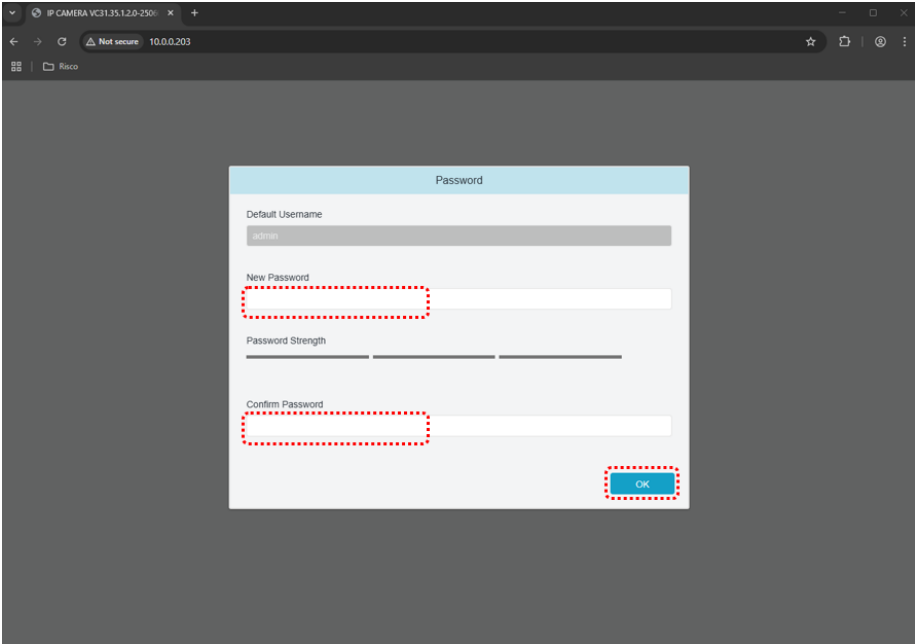 IP CAMERA VC31.35.1.2.0-250
Not secure 10.0.0.203
Risco
Password
Default Username
admin
New Password
Password Strength
Confirm Password
OK